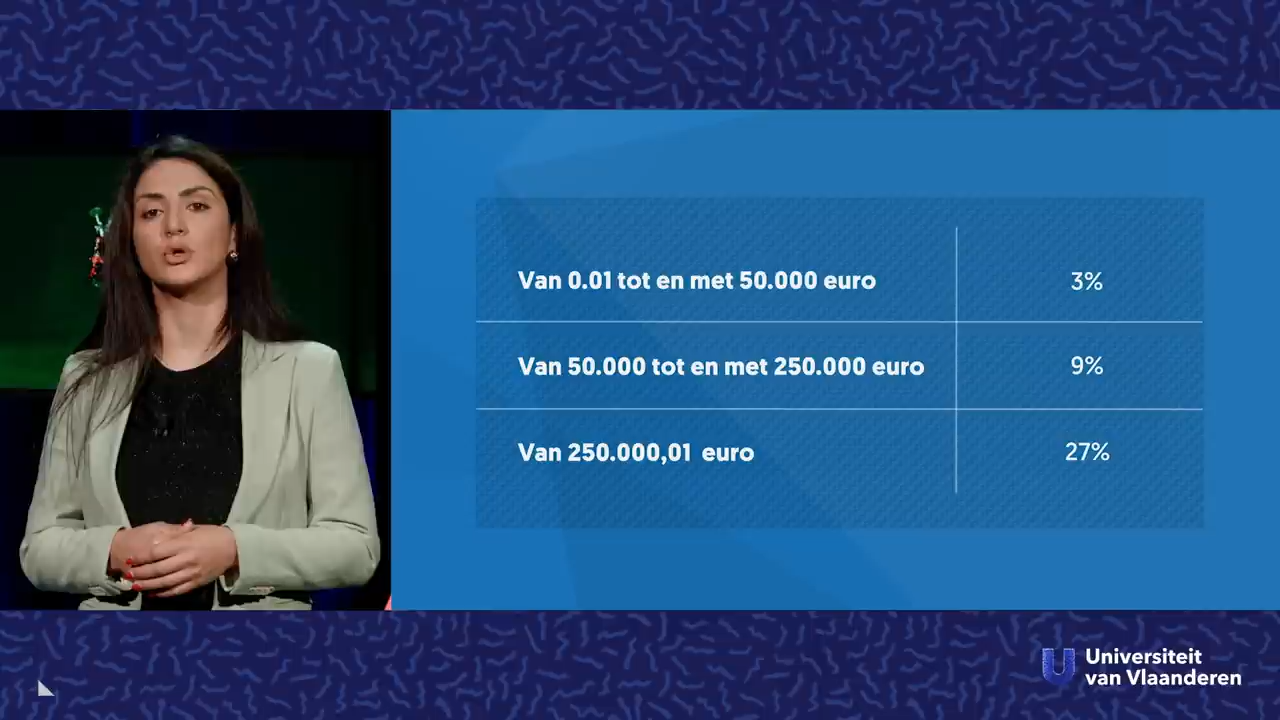 Van 0.01 tot en met 50.000 euro 3%
Van 50.000 tot en met 250.000 euro 9%
Van 250.000,01 euro 27%
Universiteit
van Vlaanderen